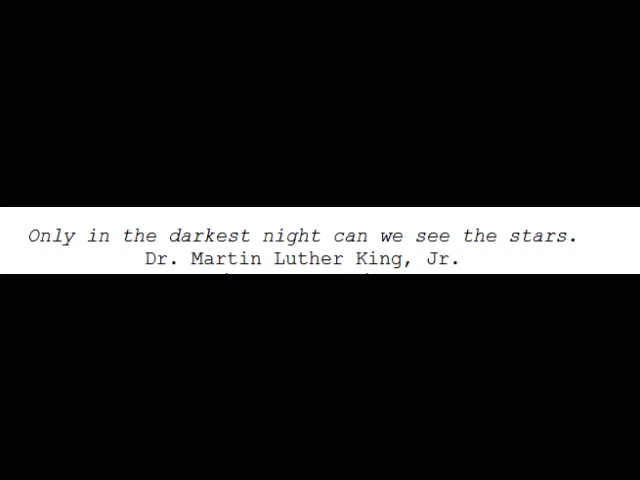 Only in the darkest night can we see the stars.
Dr. Martin Luther King, Jr.